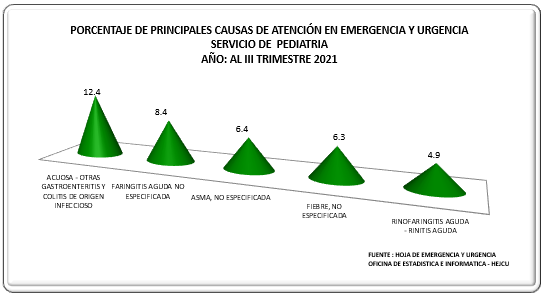 PORCENTAJE DE PRINCIPALES CAUSAS DE ATENCIÓN EN EMERGENCIA Y URGENCIA
SERVICIO DE PEDIATRIA
AÑO: AL III TRIMESTRE 2021
12.4
8.4
6.4
6.3
4.9
ACUOSA - OTRAS
GASTROENTERITIS Y
COLITIS DE ORIGEN
INFECCIOSO
FARINGITIS AGUDA NO
ESPECIFICADA
ASMA, NO ESPECIFICADA
FIEBRE, NO
ESPECIFICADA
RINOFARINGITIS AGUDA
- RINITIS AGUDA
FUENTE : HOJA DE EMERGENCIA Y URGENCIA
OFICINA DE ESTADISTICA E INFORMATICA - HEJCU